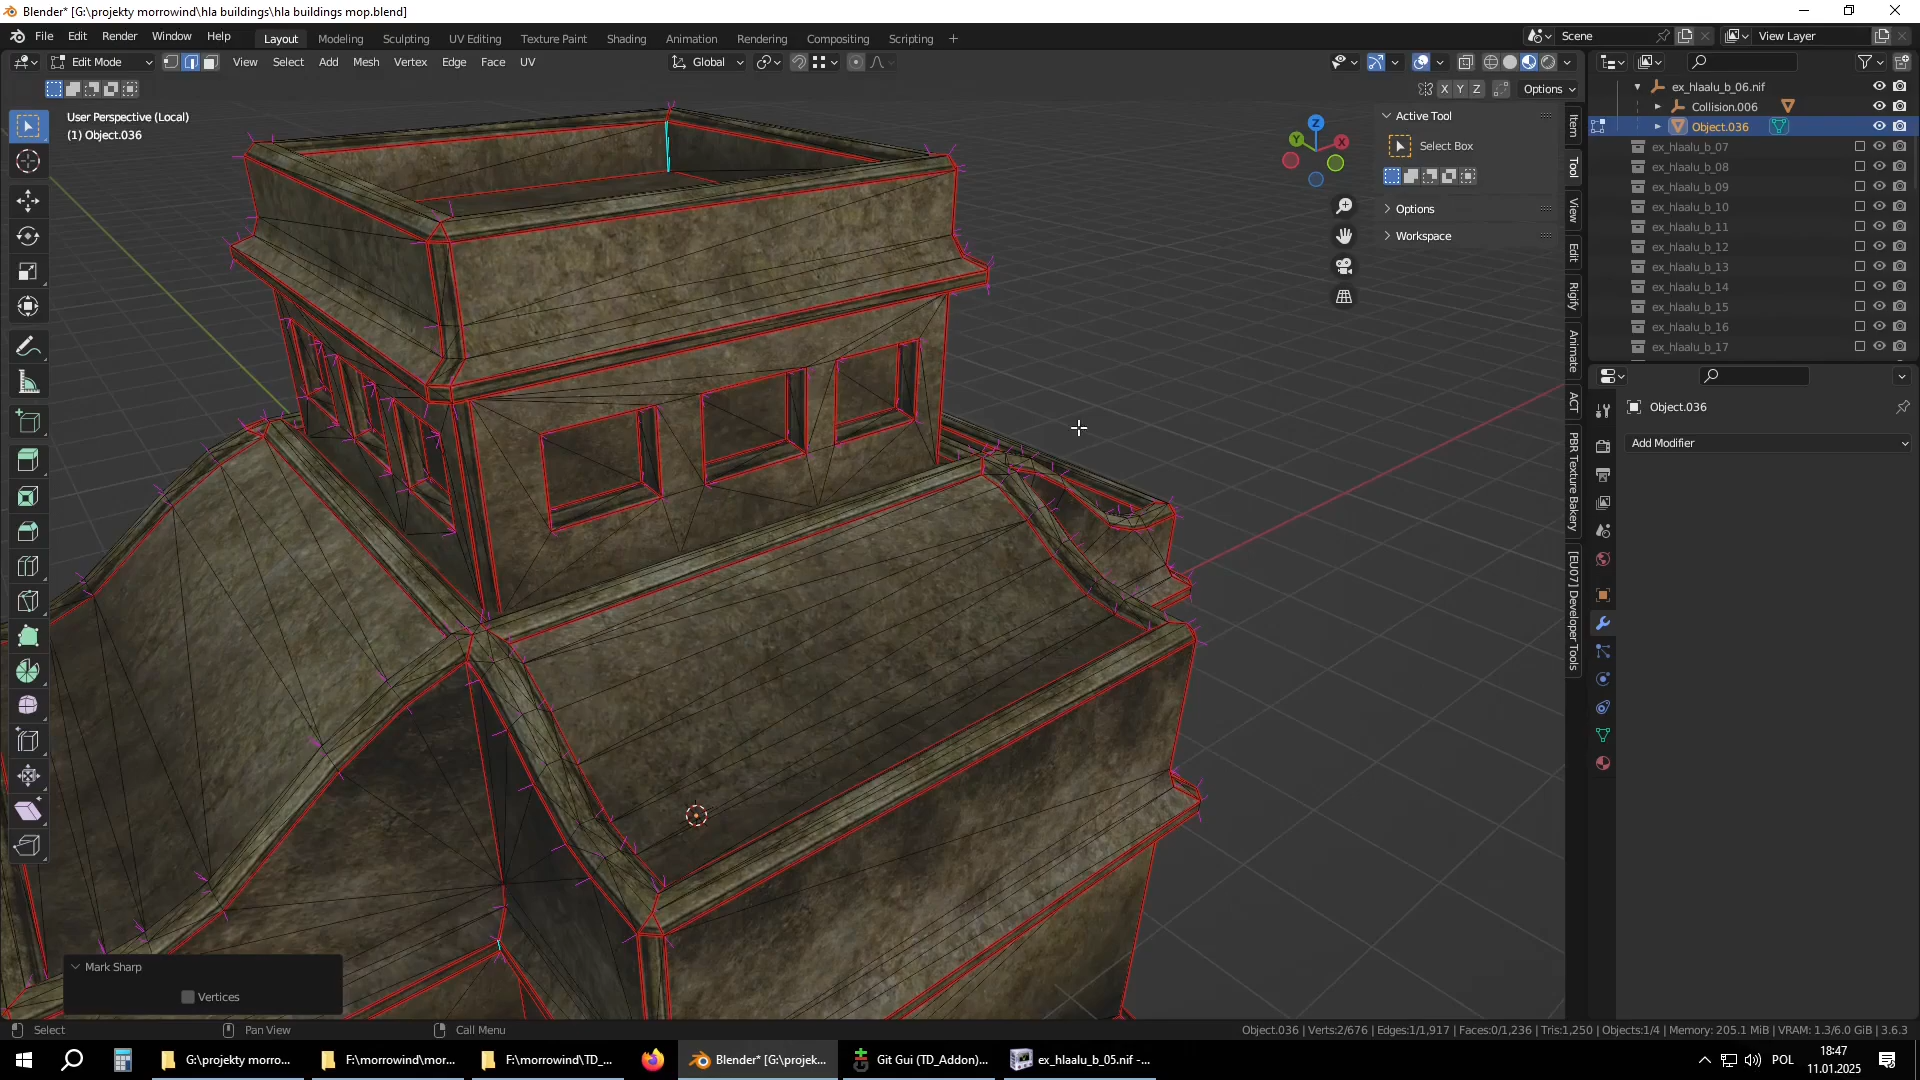 Blender* [G:\projekty morrowind\hla buildings\hla buildings mop.blend]
File Edit Render Window Help Layout Modeling Sculpting UV Editing Texture Paint Shading Animation Rendering Compositing Scripting Scene View Layer
Edit Mode View Select Add Mesh Vertex Edge Face UV Global
X Y Z Options
User Perspective (Local)
(1) Object.036
Z
Y
X
Active Tool
Select Box
Options
Workspace
Item
Tool
View
Edit
Rigify
Animate
ACT
PBR Texture Bakery
[EU07] Developer Tools
ex_hlaalu_b_06.nif
Collision.006
Object.036
ex_hlaalu_b_07
ex_hlaalu_b_08
ex_hlaalu_b_09
ex_hlaalu_b_10
ex_hlaalu_b_11
ex_hlaalu_b_12
ex_hlaalu_b_13
ex_hlaalu_b_14
ex_hlaalu_b_15
ex_hlaalu_b_16
ex_hlaalu_b_17
Object.036
Add Modifier
Mark Sharp
Vertices
Select Pan View Call Menu Object.036 | Verts:2/676 | Edges:1/1,917 | Faces:0/1,236 | Tris:1,250 | Objects:1/4 | Memory: 205.1 MiB | VRAM: 1.3/6.0 GiB | 3.6.3
G:\projekty morro... F:\morrowind\mor... F:\morrowind\TD_... Blender* [G:\projek... Git Gui (TD_Addon)... ex_hlaalu_b_05.nif -... POL
18:47
11.01.2025